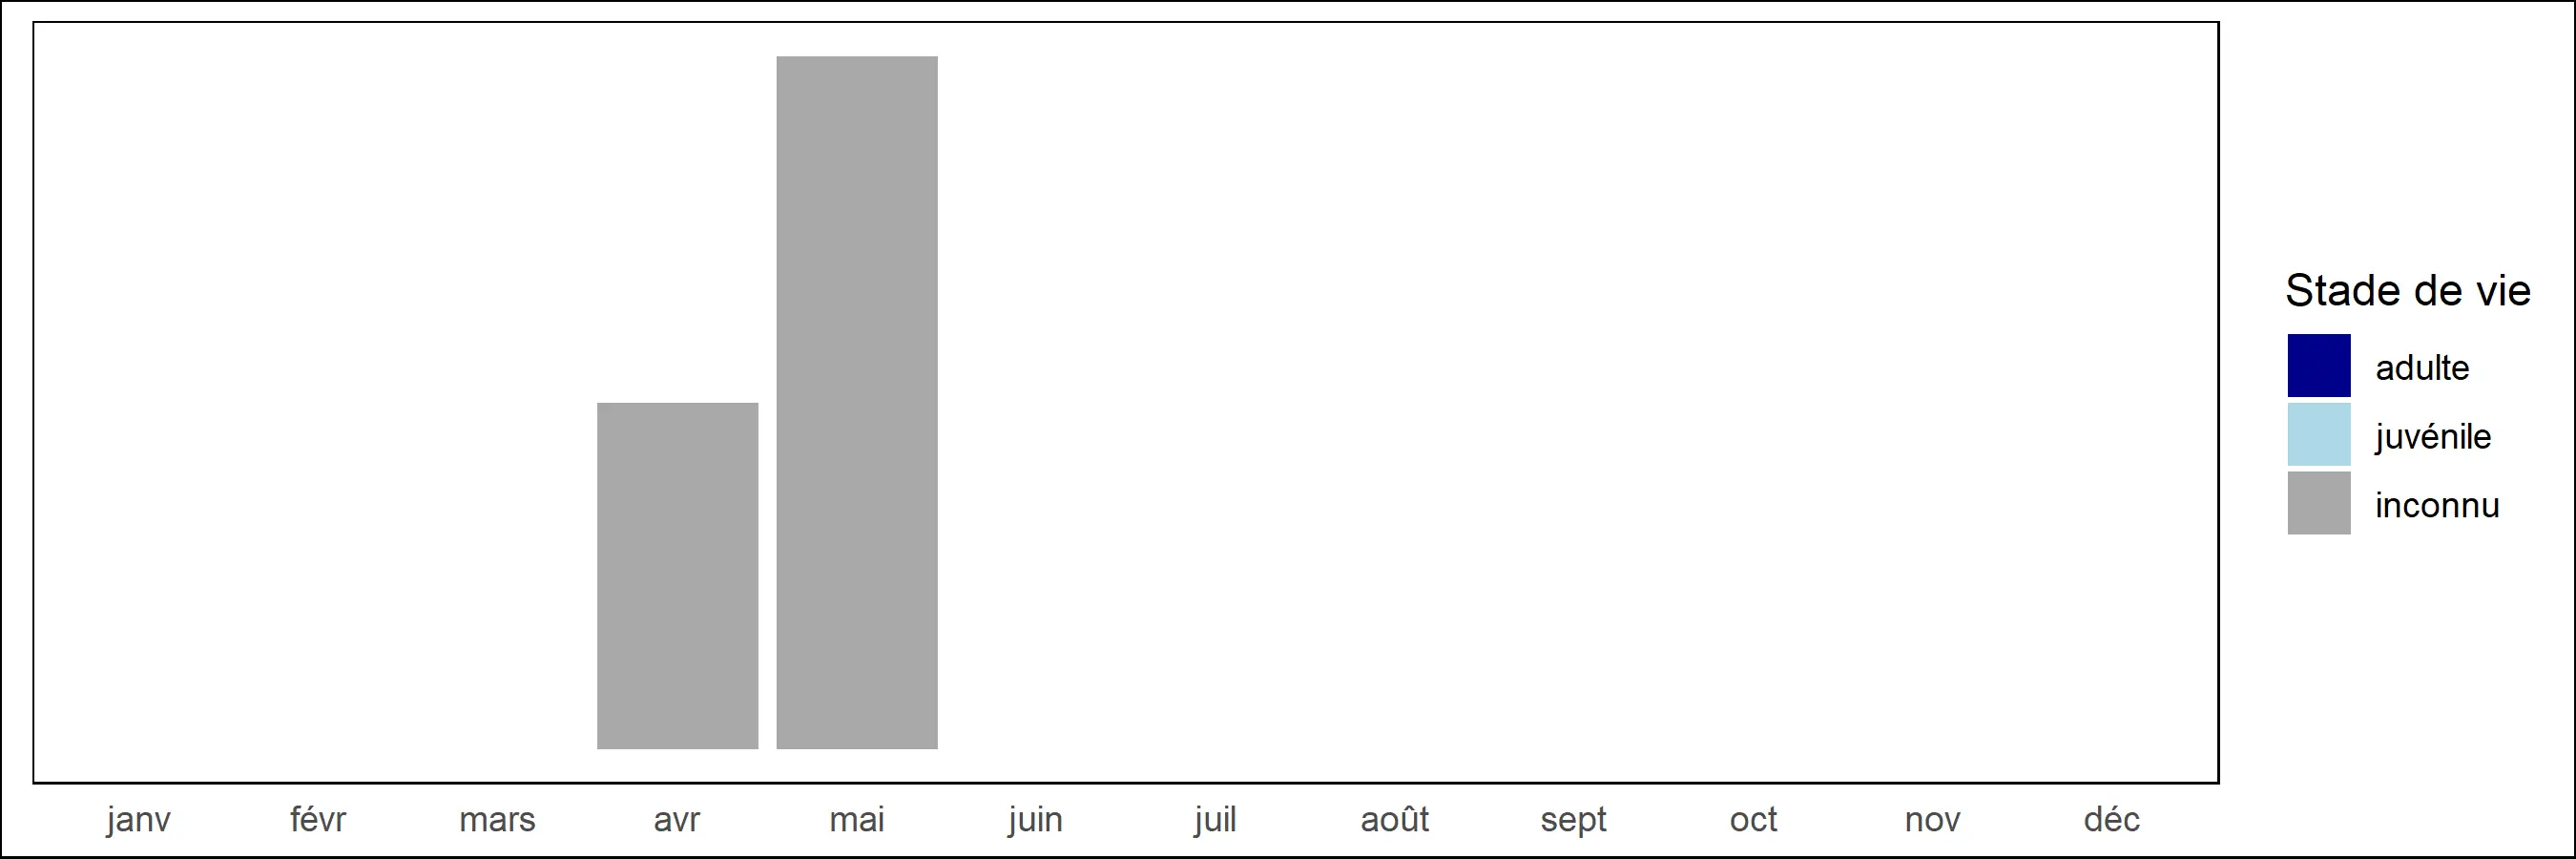 Stade de vie
adulte
juvénile
inconnu
janv févr mars avr mai juin juil août sept oct nov déc